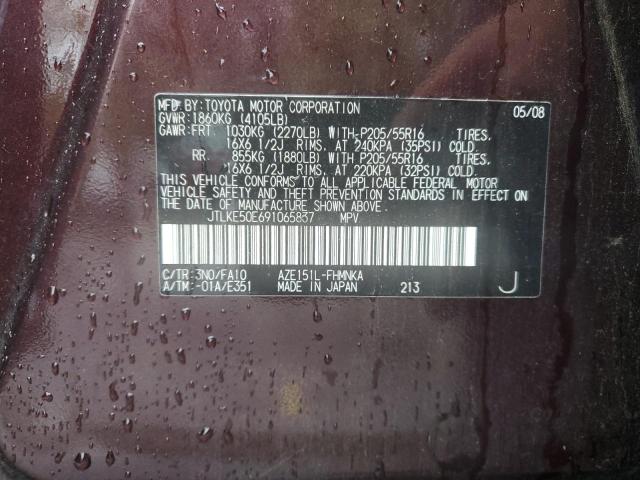 MFD. BY: TOYOTA MOTOR CORPORATION 05/08
GVWR: 1860KG (4105LB)
GAWR: FRT. 1030KG (2270LB) WITH-P205/55R16 TIRES,
16X6 1/2J RIMS, AT 240KPA (35PSI) COLD.
RR. 855KG (1880LB) WITH P205/55R16 TIRES,
16X6 1/2J RIMS, AT 220KPA (32PSI) COLD.
THIS VEHICLE CONFORMS TO ALL APPLICABLE FEDERAL MOTOR
VEHICLE SAFETY AND THEFT PREVENTION STANDARDS IN EFFECT ON
THE DATE OF MANUFACTURE SHOWN ABOVE.
JTLKE50E691065837 MPV
C/TR: 3N0/FA10 AZE151L-FHMNKA
A/TM: -01A/E351 MADE IN JAPAN 213 J